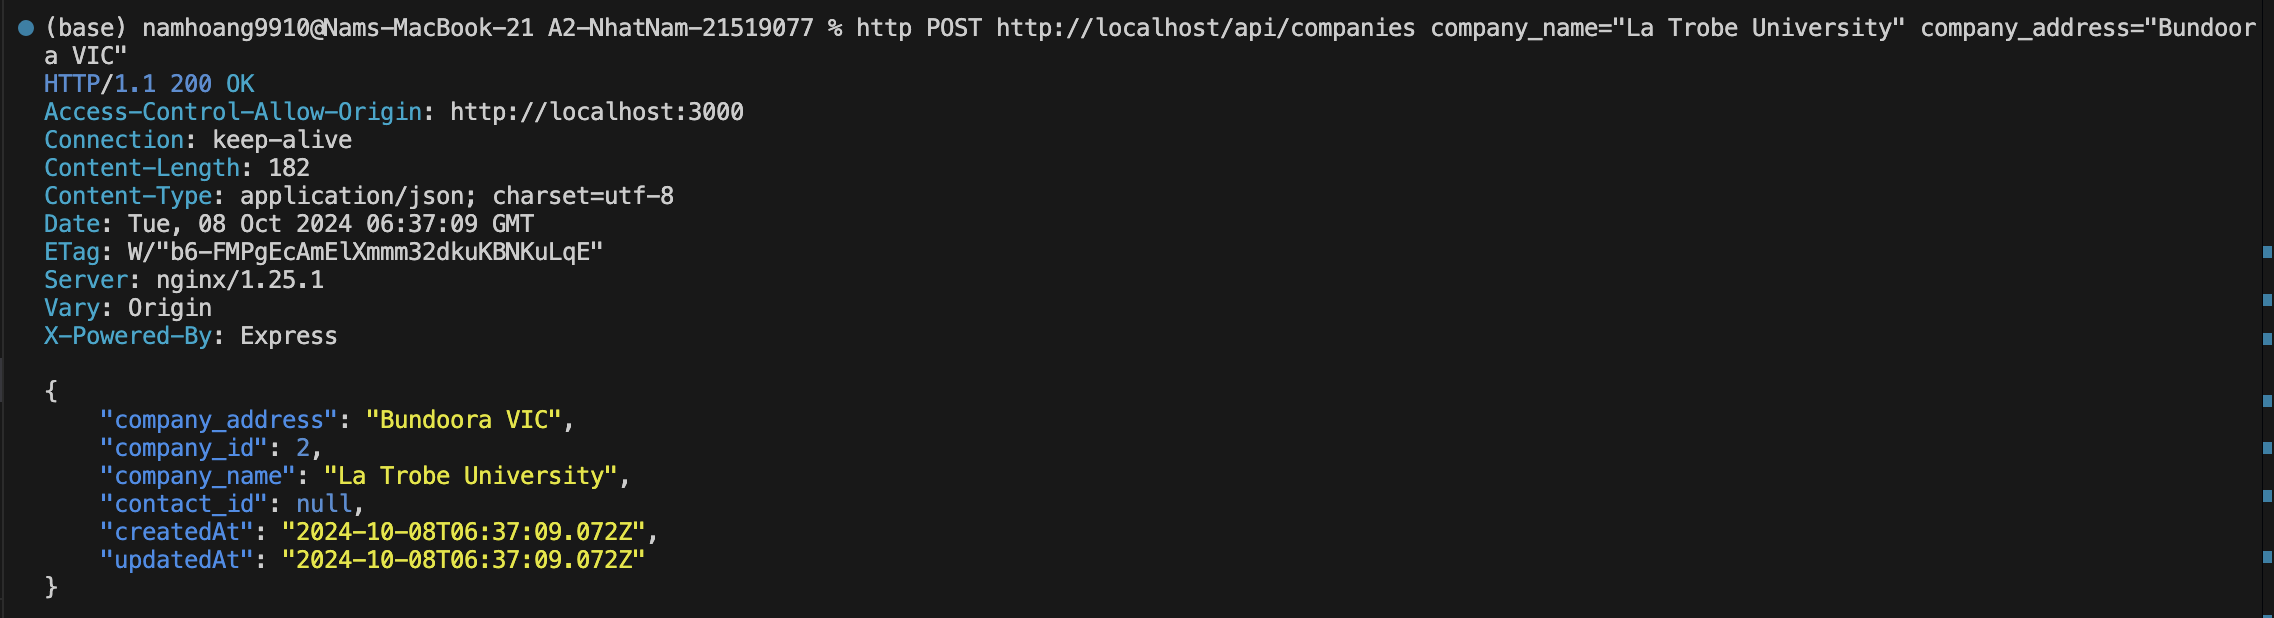 (base) namhoang9910@Nams-MacBook-21 A2-NhatNam-21519077 % http POST http://localhost/api/companies company_name="La Trobe University" company_address="Bundoor
a VIC"
HTTP/1.1 200 OK
Access-Control-Allow-Origin: http://localhost:3000
Connection: keep-alive
Content-Length: 182
Content-Type: application/json; charset=utf-8
Date: Tue, 08 Oct 2024 06:37:09 GMT
ETag: W/"b6-FMPgEcAmElXmmm32dkuKBNKuLqE"
Server: nginx/1.25.1
Vary: Origin
X-Powered-By: Express

{
    "company_address": "Bundoora VIC",
    "company_id": 2,
    "company_name": "La Trobe University",
    "contact_id": null,
    "createdAt": "2024-10-08T06:37:09.072Z",
    "updatedAt": "2024-10-08T06:37:09.072Z"
}